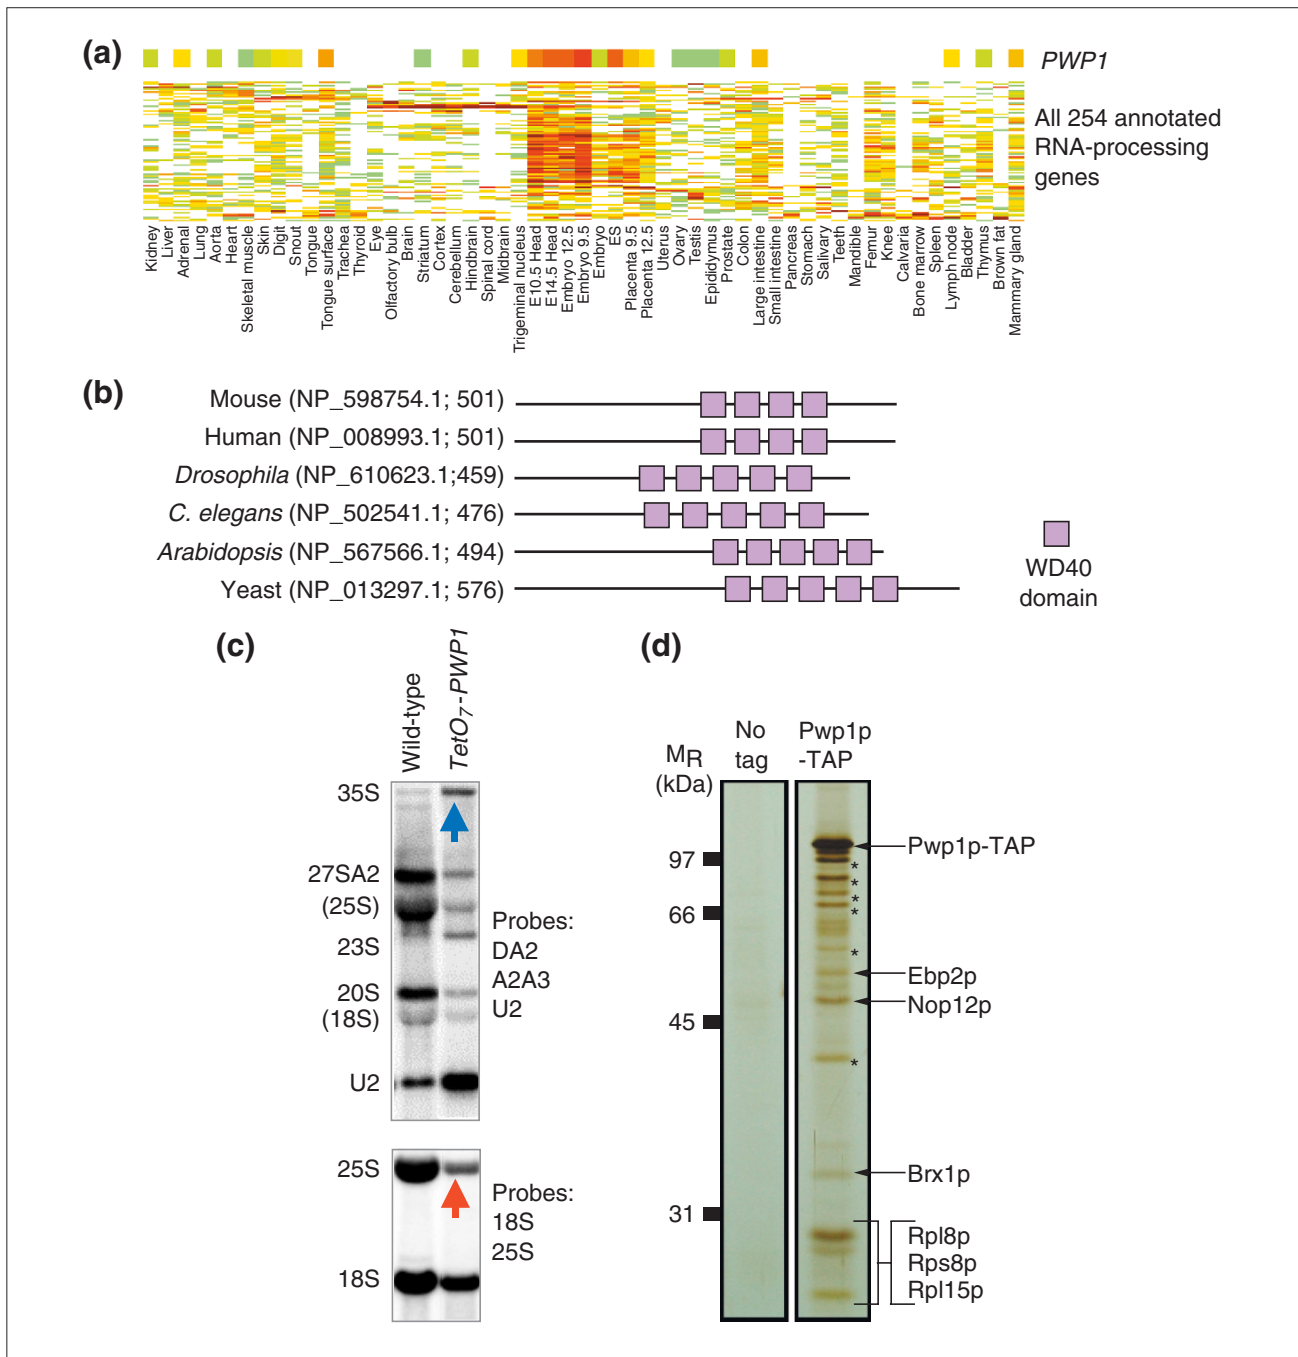 (a)
PWP1
All 254 annotated
RNA-processing
genes
Kidney
Liver
Adrenal
Lung
Aorta
Heart
Skeletal muscle
Skin
Digit
Snout
Tongue
Tongue surface
Trachea
Thyroid
Eye
Olfactory bulb
Brain
Striatum
Cortex
Cerebellum
Hindbrain
Spinal cord
Midbrain
Trigeminal nucleus
E10.5 Head
E14.5 Head
Embryo 12.5
Embryo 9.5
Embryo
ES
Placenta 9.5
Placenta 12.5
Uterus
Ovary
Testis
Epididymus
Prostate
Colon
Large intestine
Small intestine
Pancreas
Stomach
Salivary
Teeth
Mandible
Femur
Knee
Calvaria
Bone marrow
Spleen
Lymph node
Bladder
Thymus
Brown fat
Mammary gland
(b)
Mouse (NP_598754.1; 501)
Human (NP_008993.1; 501)
Drosophila (NP_610623.1;459)
C. elegans (NP_502541.1; 476)
Arabidopsis (NP_567566.1; 494)
Yeast (NP_013297.1; 576)
WD40
domain
(c)
Wild-type
TetO7-PWP1
35S
27SA2
(25S)
23S
20S
(18S)
U2
Probes:
DA2
A2A3
U2
25S
18S
Probes:
18S
25S
(d)
No
tag
Pwp1p
-TAP
MR
(kDa)
97
66
45
31
Pwp1p-TAP
*
*
*
*
*
Ebp2p
Nop12p
*
Brx1p
Rpl8p
Rps8p
Rpl15p